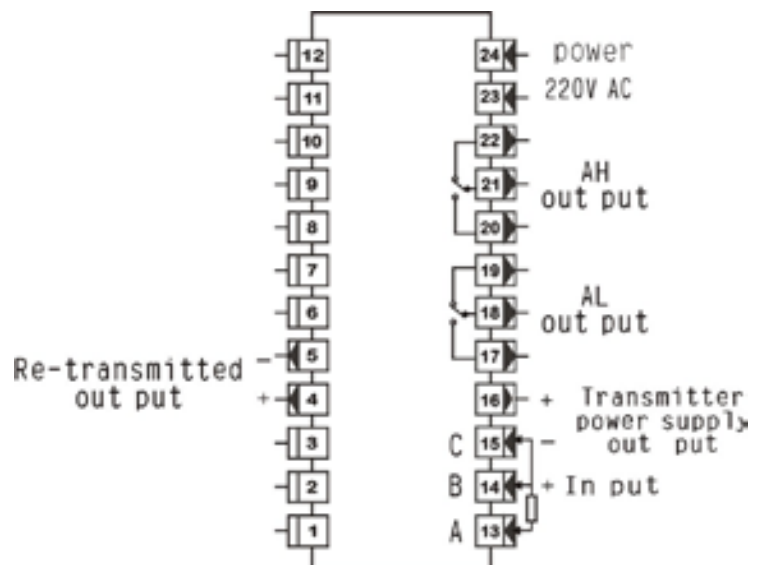 12
24 power
11
23 220V AC
10
22
9
21 AH
out put
8
20
7
19
6
18 AL
out put
- 5
17
Re-transmitted
out put
+ 4
16 + Transmitter
power supply
out put
3
C 15 -
2
B 14 + In put
1
A 13